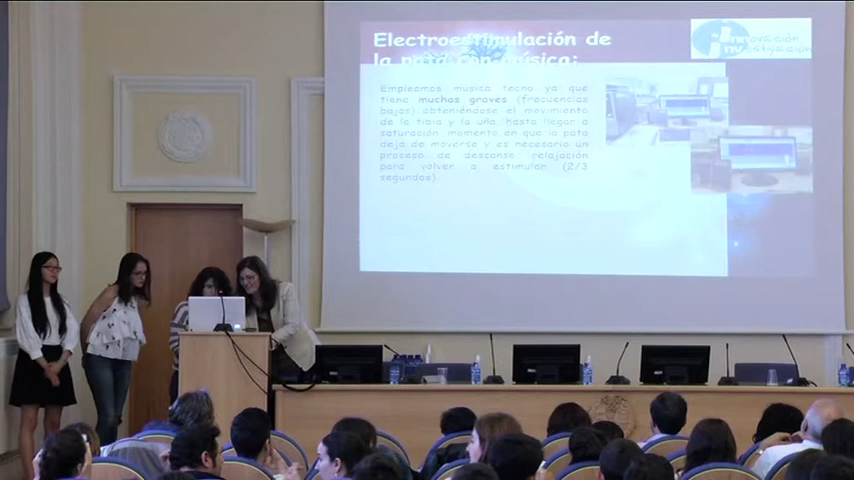 Electroestimulación de
la pata con música:
Innovación
investigación
Empleamos música tecno ya que
tiene muchos graves (frecuencias
bajas) obteniéndose el movimiento
de la tibia y la uña, hasta llegar a
saturación, momento en que la pata
deja de moverse y es necesario un
proceso de descanso relajación
para volver a estimular (2/3
segundos).